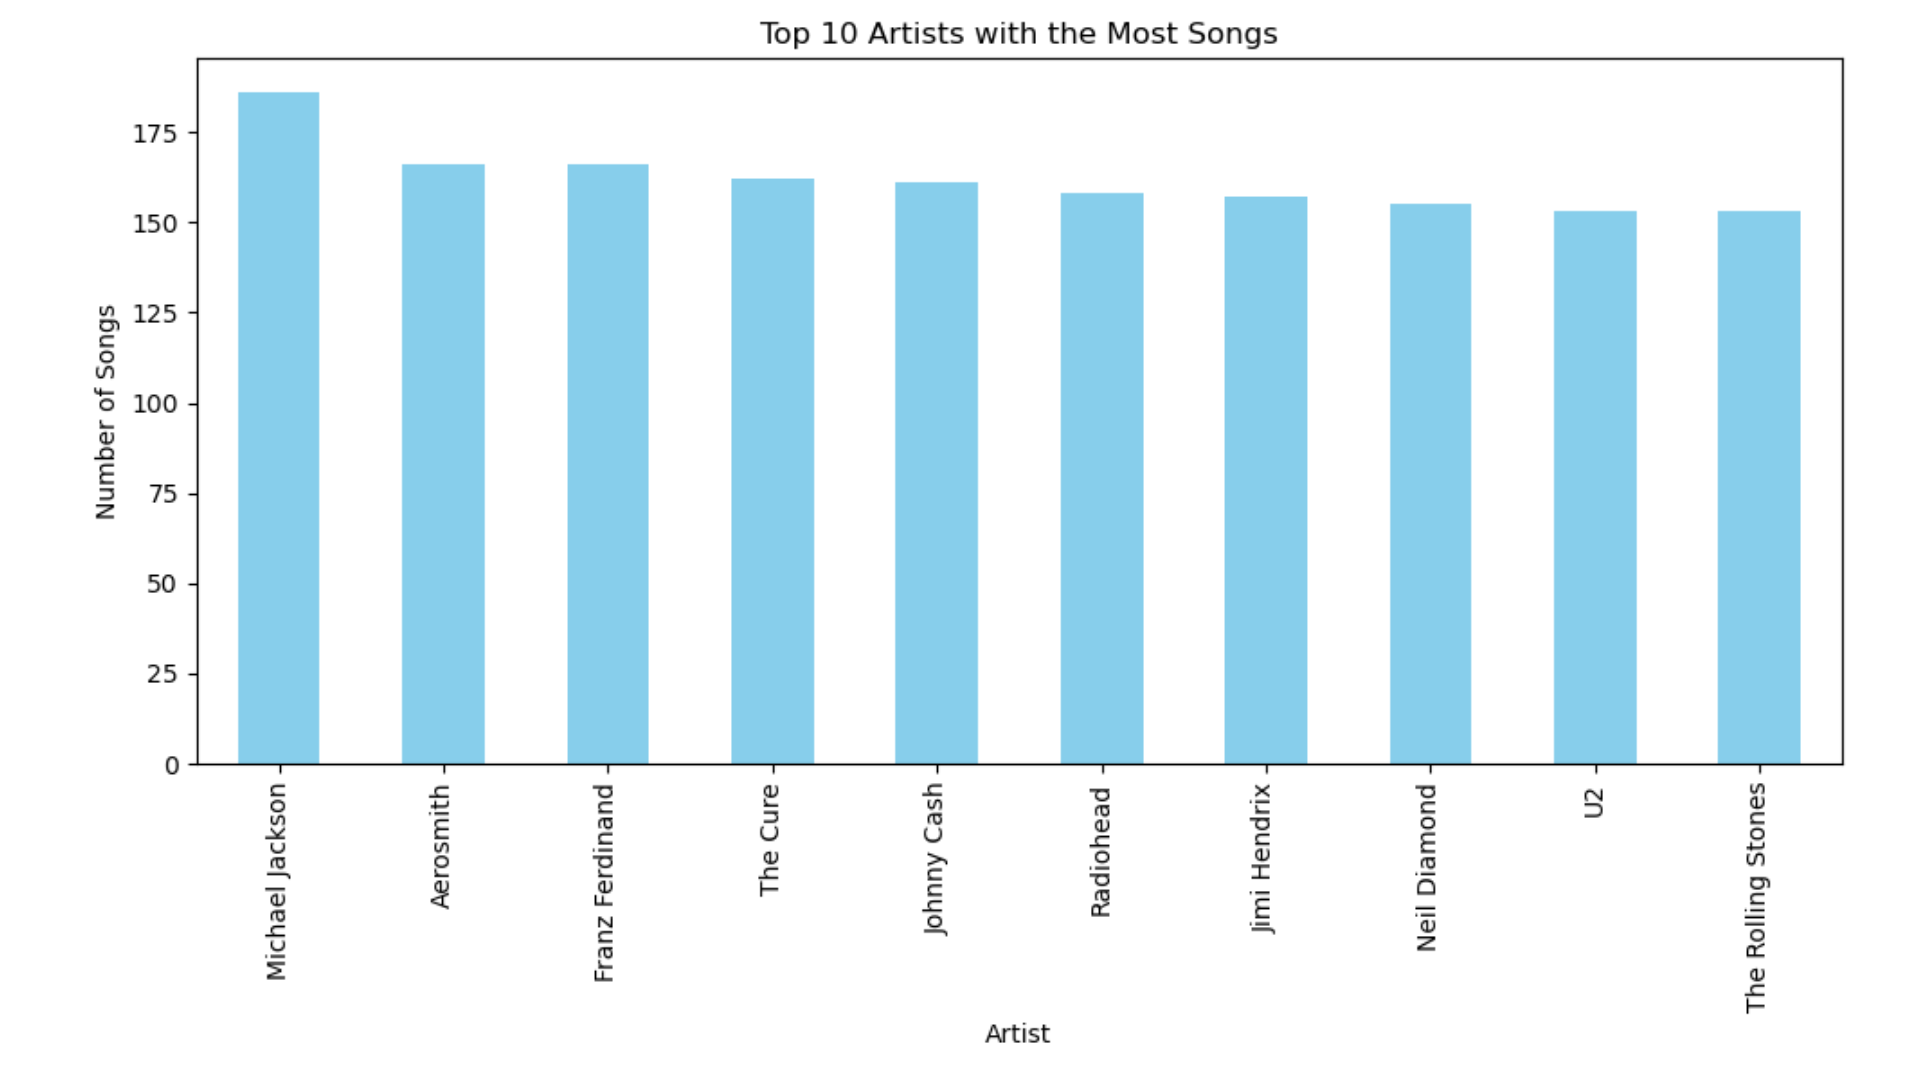 Top 10 Artists with the Most Songs
Number of Songs
175
150
125
100
75
50
25
0
Michael Jackson
Aerosmith
Franz Ferdinand
The Cure
Johnny Cash
Radiohead
Jimi Hendrix
Neil Diamond
U2
The Rolling Stones
Artist